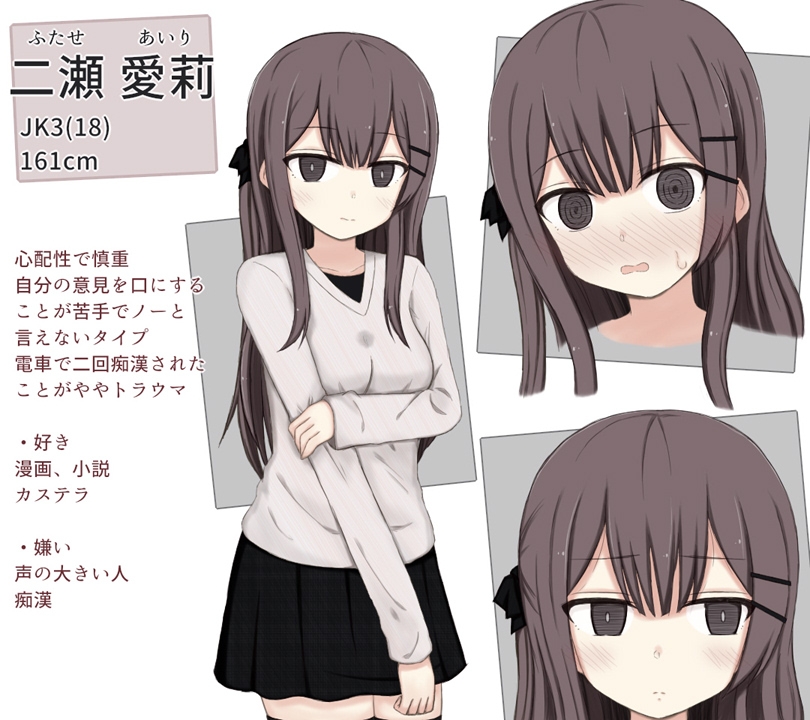 ふたせ あいり
二瀬 愛莉
JK3(18)
161cm
心配性で慎重
自分の意見を口にする
ことが苦手でノーと
言えないタイプ
電車で二回痴漢された
ことがややトラウマ
・好き
漫画、小説
カステラ
・嫌い
声の大きい人
痴漢